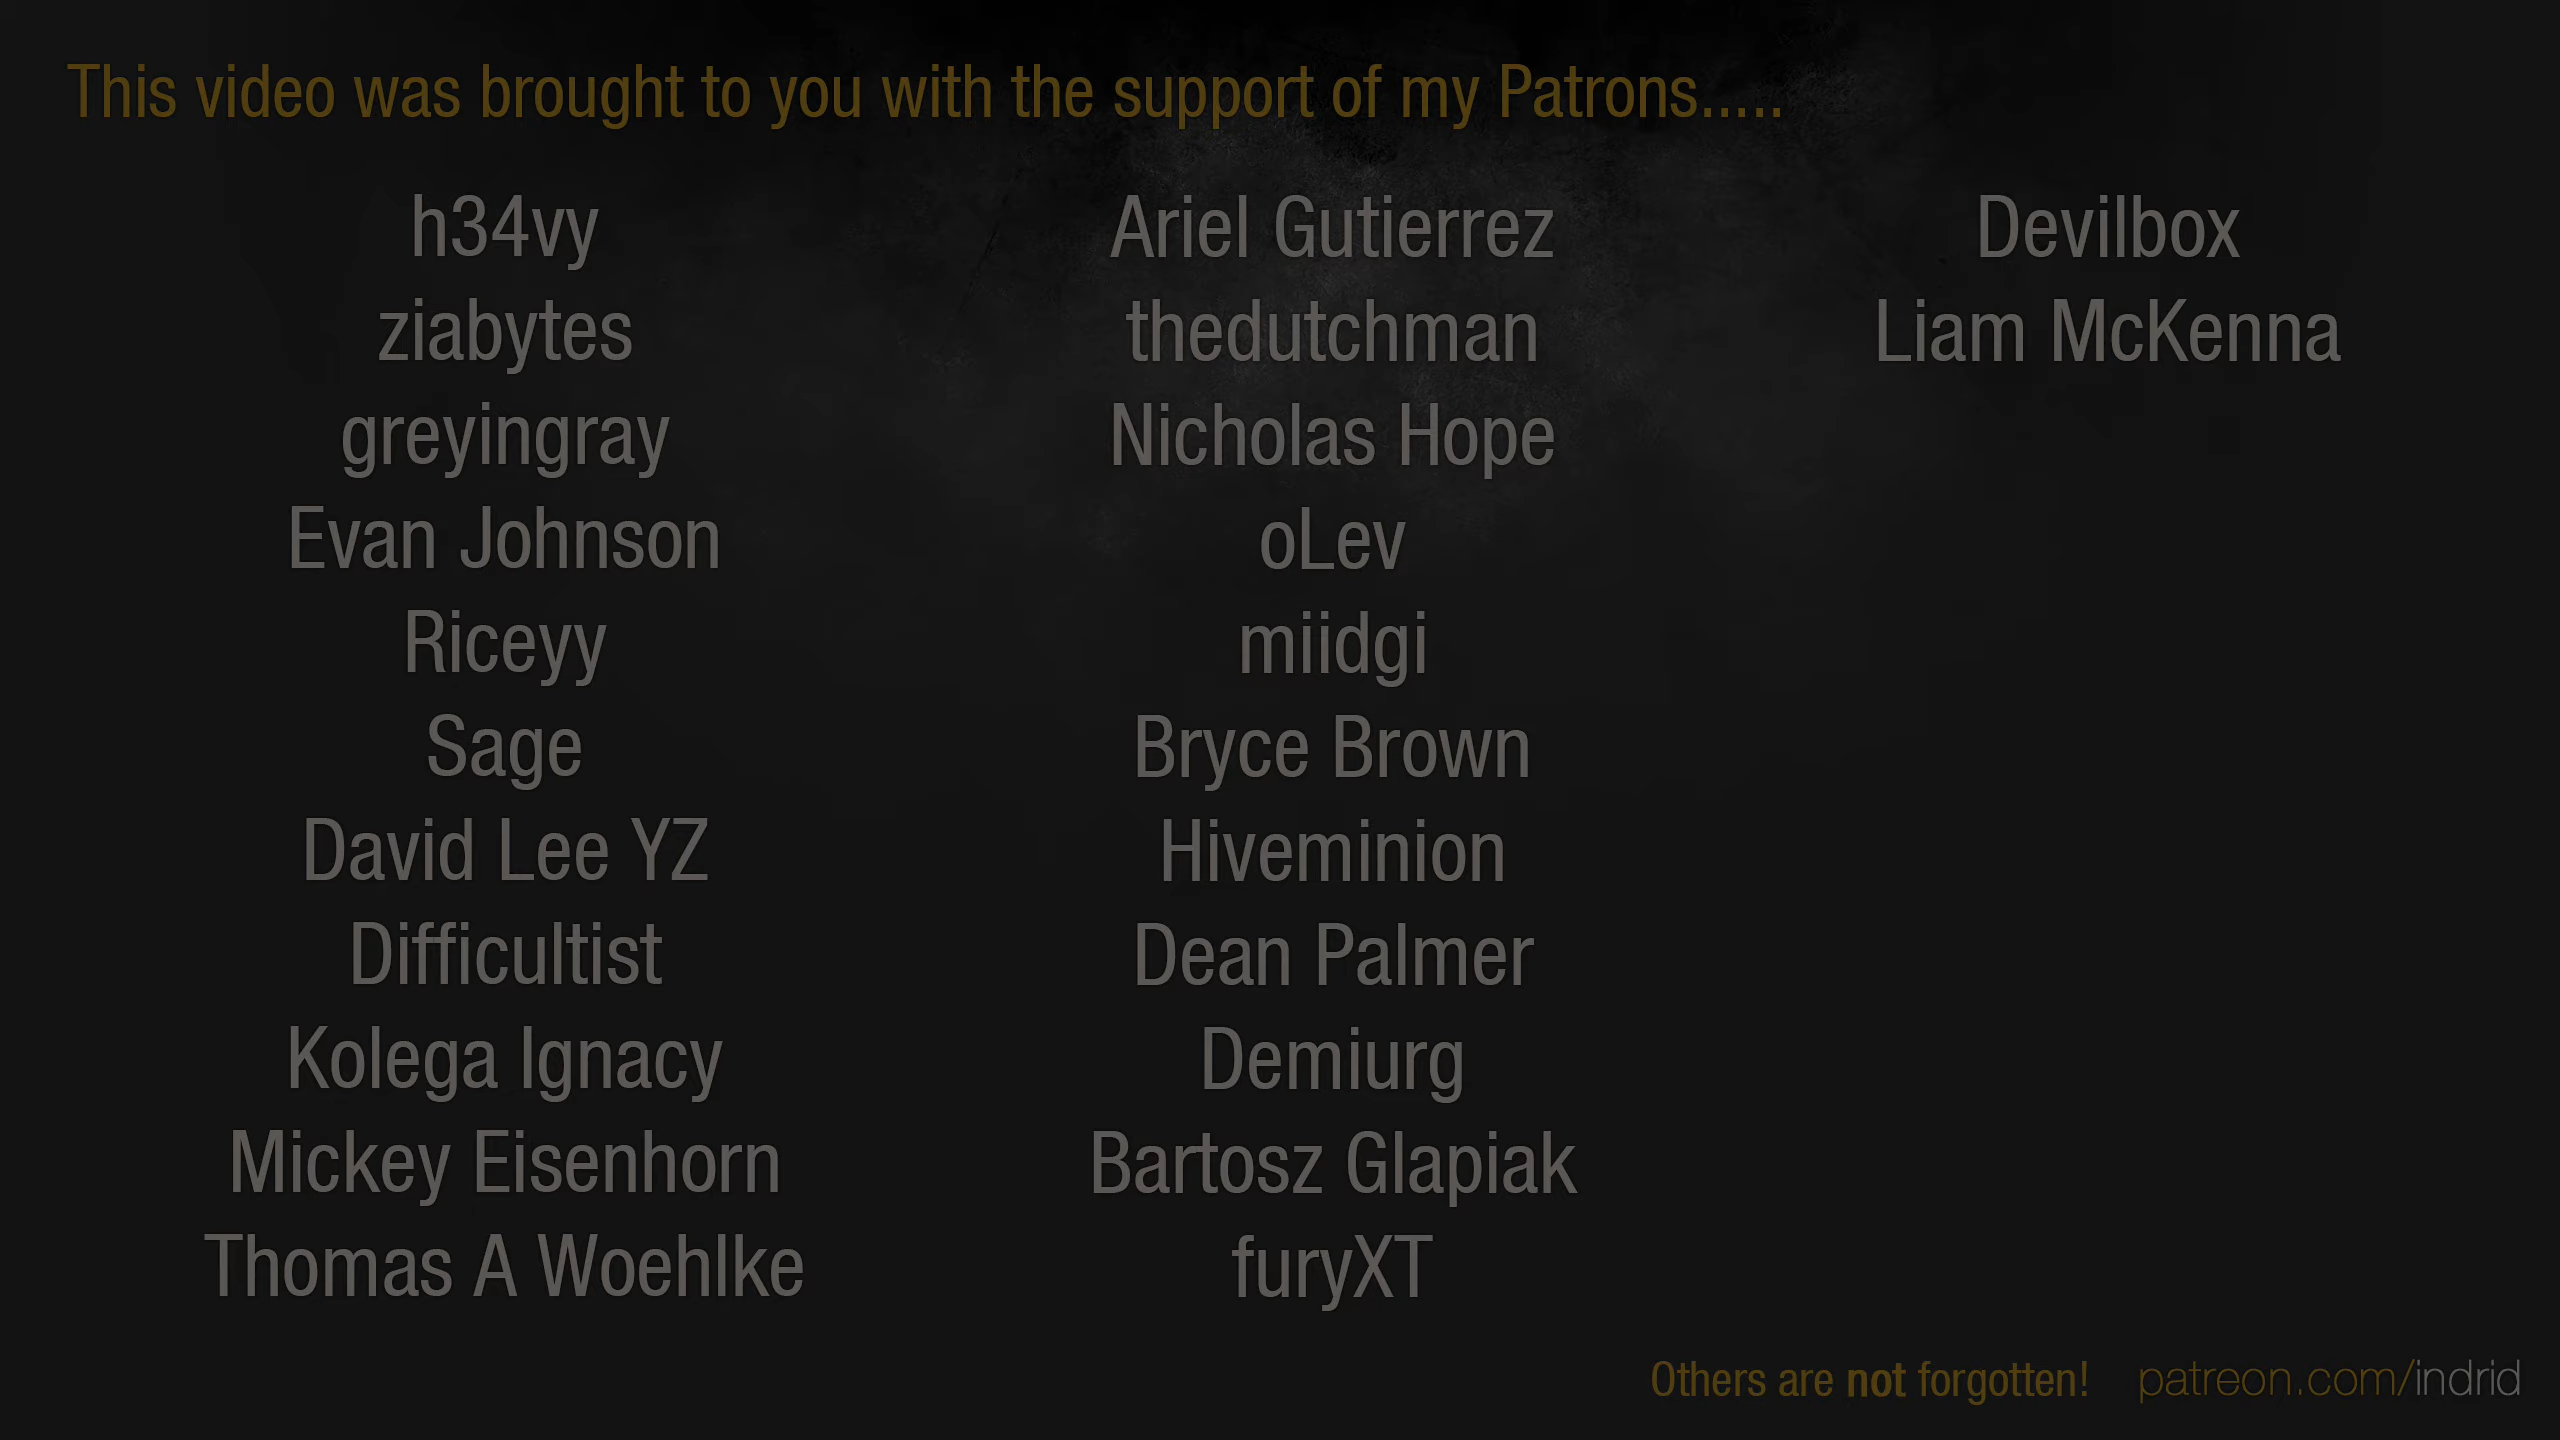 This video was brought to you with the support of my Patrons.....
h34vy
ziabytes
greyingray
Evan Johnson
Riceyy
Sage
David Lee YZ
Difficultist
Kolega Ignacy
Mickey Eisenhorn
Thomas A Woehlke
Ariel Gutierrez
thedutchman
Nicholas Hope
oLev
miidgi
Bryce Brown
Hiveminion
Dean Palmer
Demiurg
Bartosz Glapiak
furyXT
Devilbox
Liam McKenna
Others are not forgotten! patreon.com/indrid